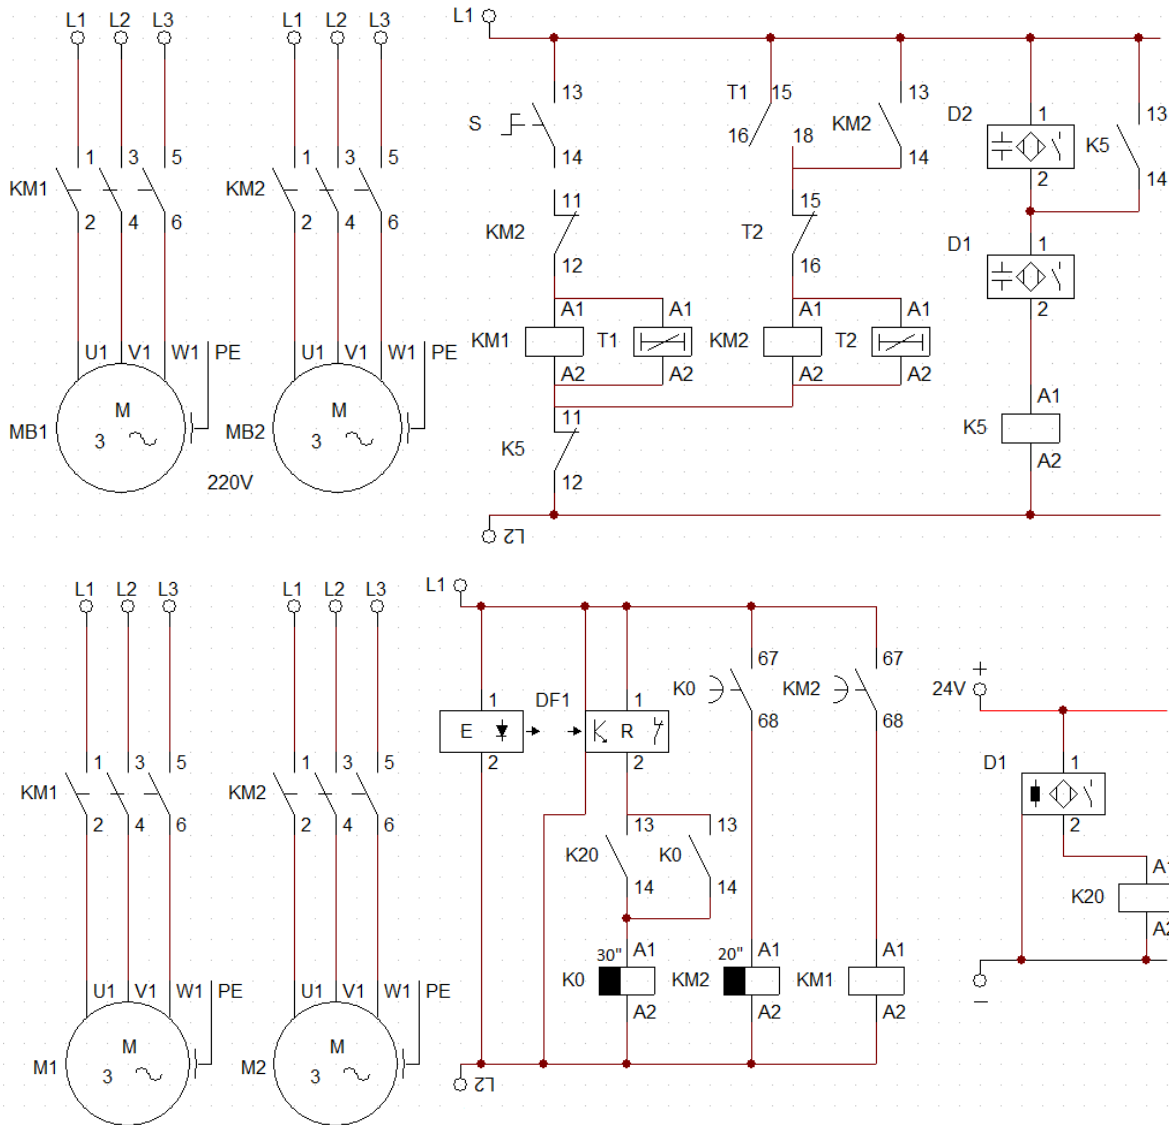 L1 L2 L3 L1 L2 L3 L1
13 T1 15 13 1 13
S 16 18 KM2 D2 K5
14 14 2 14
1 3 5 1 3 5
KM1 KM2
2 4 6 2 4 6
11 15 1
KM2 T2 D1
12 16 2
A1 A1 A1 A1
KM1 T1 KM2 T2
A2 A2 A2 A2
U1 V1 W1 PE U1 V1 W1 PE
M M
MB1 3 MB2 3
220V
11 A1
K5 K5
12 A2
L2
L1 L2 L3 L1 L2 L3 L1
67 67 +
K0 KM2 24V
68 68
1 DF1 1
E R
2 2
1 3 5 1 3 5 1
KM1 KM2 D1
2 4 6 2 4 6 2
13 13
K20 K0
14 14
A1
K20
A2
30" A1 20" A1 A1
K0 KM2 KM1
A2 A2 A2
–
U1 V1 W1 PE U1 V1 W1 PE
M M
M1 3 M2 3
L2